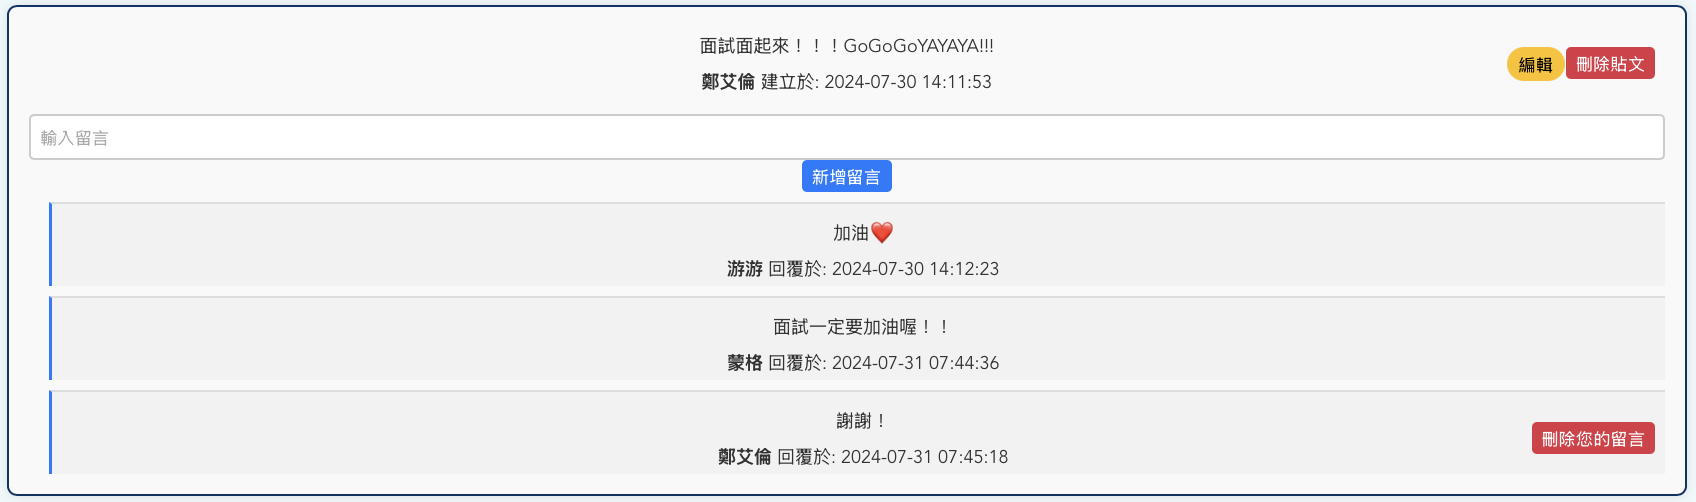 面試面起來！！！GoGoGoYAYAYA!!!
鄭艾倫 建立於: 2024-07-30 14:11:53
編輯
刪除貼文
輸入留言
新增留言
加油❤️
游游 回覆於: 2024-07-30 14:12:23
面試一定要加油喔！！
蒙格 回覆於: 2024-07-31 07:44:36
謝謝！
鄭艾倫 回覆於: 2024-07-31 07:45:18
刪除您的留言